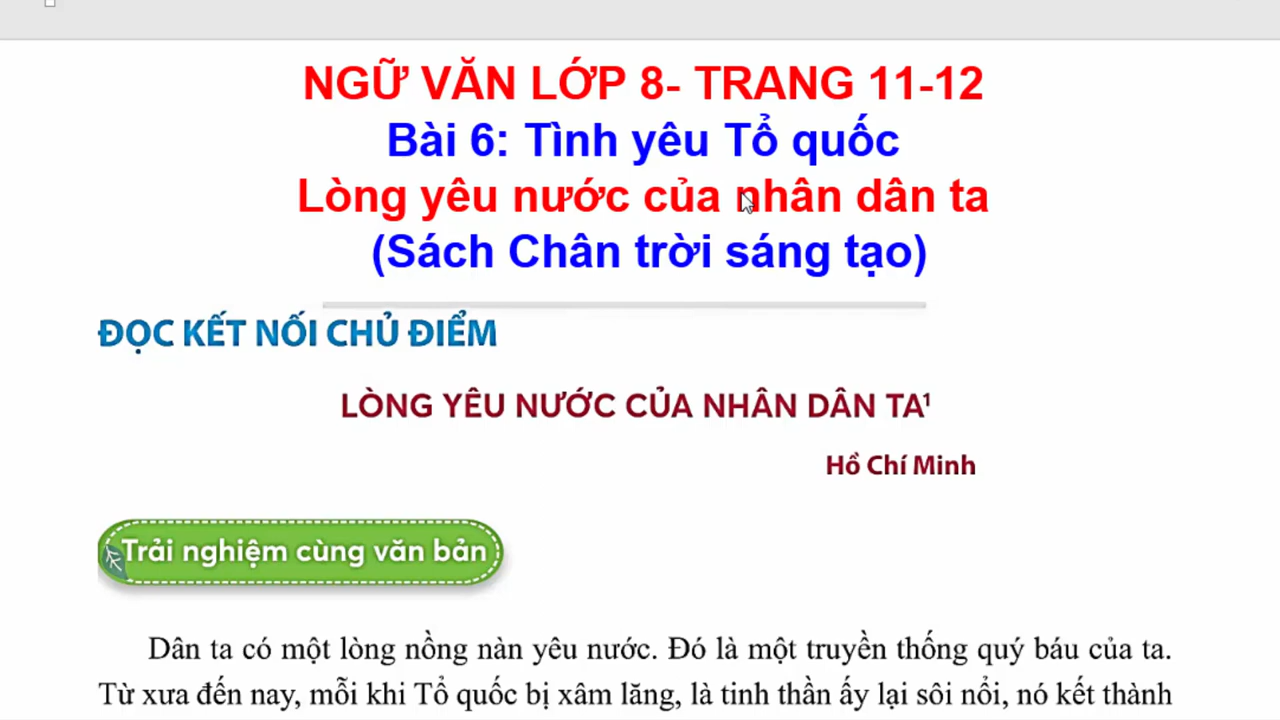 NGỮ VĂN LỚP 8- TRANG 11-12
Bài 6: Tình yêu Tổ quốc
Lòng yêu nước của nhân dân ta
(Sách Chân trời sáng tạo)
ĐỌC KẾT NỐI CHỦ ĐIỂM
LÒNG YÊU NƯỚC CỦA NHÂN DÂN TA¹
Hồ Chí Minh
Trải nghiệm cùng văn bản
Dân ta có một lòng nồng nàn yêu nước. Đó là một truyền thống quý báu của ta.
Từ xưa đến nay, mỗi khi Tổ quốc bị xâm lăng, là tinh thần ấy lại sôi nổi, nó kết thành